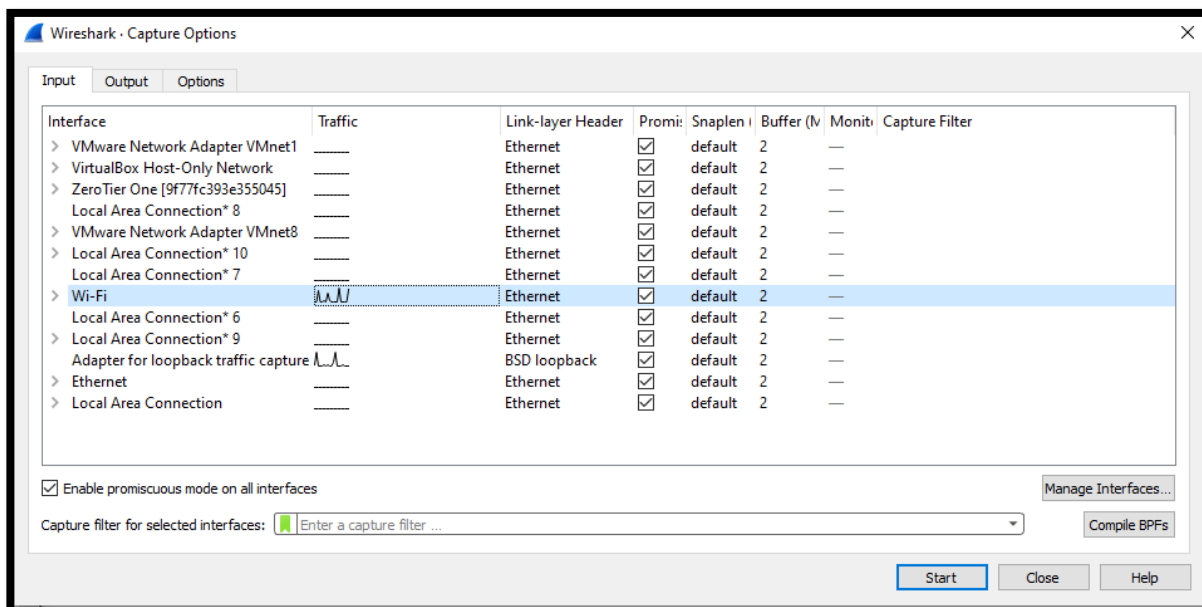 Wireshark · Capture Options
Input Output Options
Interface Traffic Link-layer Header Promis Snaplen ( Buffer (M Monito Capture Filter
VMware Network Adapter VMnet1 Ethernet default 2 —
VirtualBox Host-Only Network Ethernet default 2 —
ZeroTier One [9f77fc393e355045] Ethernet default 2 —
Local Area Connection* 8 Ethernet default 2 —
VMware Network Adapter VMnet8 Ethernet default 2 —
Local Area Connection* 10 Ethernet default 2 —
Local Area Connection* 7 Ethernet default 2 —
Wi-Fi Ethernet default 2 —
Local Area Connection* 6 Ethernet default 2 —
Local Area Connection* 9 Ethernet default 2 —
Adapter for loopback traffic capture BSD loopback default 2 —
Ethernet Ethernet default 2 —
Local Area Connection Ethernet default 2 —
Enable promiscuous mode on all interfaces Manage Interfaces...
Capture filter for selected interfaces: Enter a capture filter ... Compile BPFs
Start Close Help